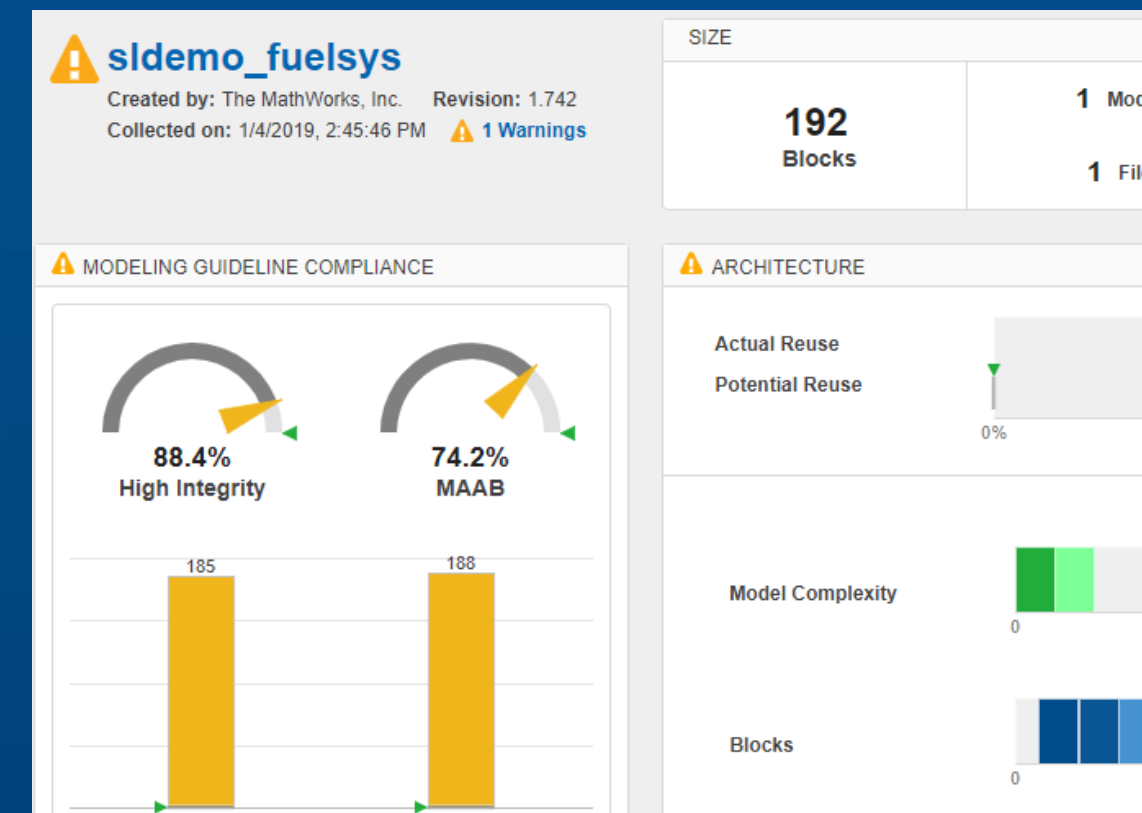 sldemo_fuelsys
Created by: The MathWorks, Inc. Revision: 1.742
Collected on: 1/4/2019, 2:45:46 PM 1 Warnings
SIZE
192
Blocks
1
1
MODELING GUIDELINE COMPLIANCE
88.4%
High Integrity
74.2%
MAAB
185
188
ARCHITECTURE
Actual Reuse
Potential Reuse
0%
Model Complexity
0
Blocks
0